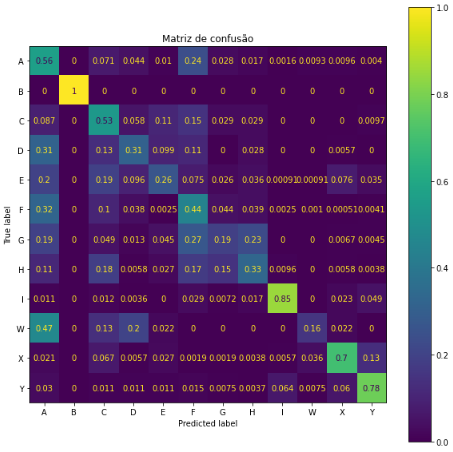 Matriz de confusão
A 0.56 0 0.071 0.044 0.01 0.24 0.028 0.017 0.0016 0.0093 0.0096 0.004
B 0 1 0 0 0 0 0 0 0 0 0 0
C 0.087 0 0.53 0.058 0.11 0.15 0.029 0.029 0 0 0 0.0097
D 0.31 0 0.13 0.31 0.099 0.11 0 0.028 0 0 0.0057 0
E 0.2 0 0.19 0.096 0.26 0.075 0.026 0.036 0.00091 0.00091 0.076 0.035
F 0.32 0 0.1 0.038 0.0025 0.44 0.044 0.039 0.0025 0.001 0.00051 0.0041
G 0.19 0 0.049 0.013 0.045 0.27 0.19 0.23 0 0 0.0067 0.0045
H 0.11 0 0.18 0.0058 0.027 0.17 0.15 0.33 0.0096 0 0.0058 0.0038
I 0.011 0 0.012 0.0036 0 0.029 0.0072 0.017 0.85 0 0.023 0.049
W 0.47 0 0.13 0.2 0.022 0 0 0 0 0.16 0.022 0
X 0.021 0 0.067 0.0057 0.027 0.0019 0.0019 0.0038 0.0057 0.036 0.7 0.13
Y 0.03 0 0.011 0.011 0.011 0.015 0.0075 0.0037 0.064 0.0075 0.06 0.78
A B C D E F G H I W X Y
Predicted label
True label
1.0
0.8
0.6
0.4
0.2
0.0